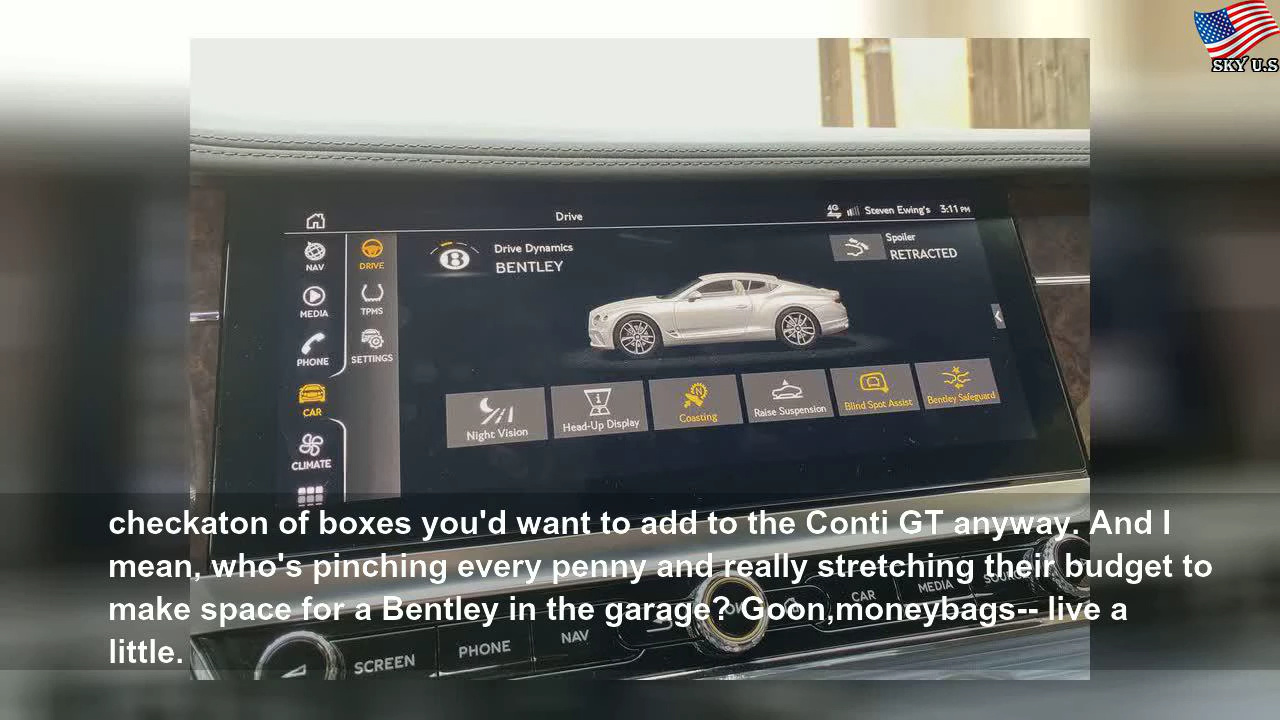 SKY U.S
Drive
4G Steven Ewing's 3:11 PM
NAV
MEDIA
PHONE
CAR
CLIMATE
DRIVE
TPMS
SETTINGS
B
Drive Dynamics
BENTLEY
Spoiler
RETRACTED
Night Vision
Head-Up Display
N
Coasting
Raise Suspension
Blind Spot Assist
Bentley Safeguard
checkaton of boxes you'd want to add to the Conti GT anyway. And I
mean, who's pinching every penny and really stretching their budget to
make space for a Bentley in the garage? Goon,moneybags-- live a
little.
SCREEN
PHONE
NAV
CAR
MEDIA